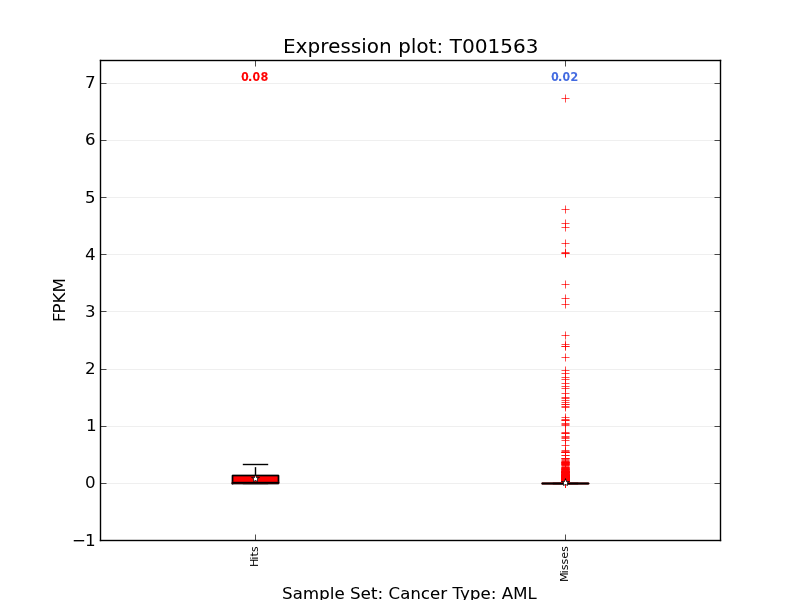 Expression plot: T001563
0.08
0.02
7
6
5
4
3
2
1
0
−1
FPKM
Hits
Misses
Sample Set: Cancer Type: AML